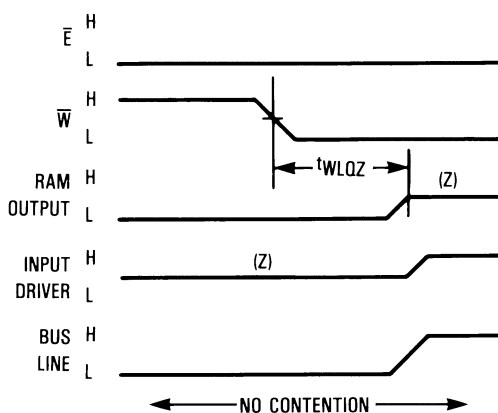 E̅ H
L
W̅ H
L
tWLQZ
RAM OUTPUT H
L
(Z)
INPUT DRIVER H
L
(Z)
BUS LINE H
L
NO CONTENTION